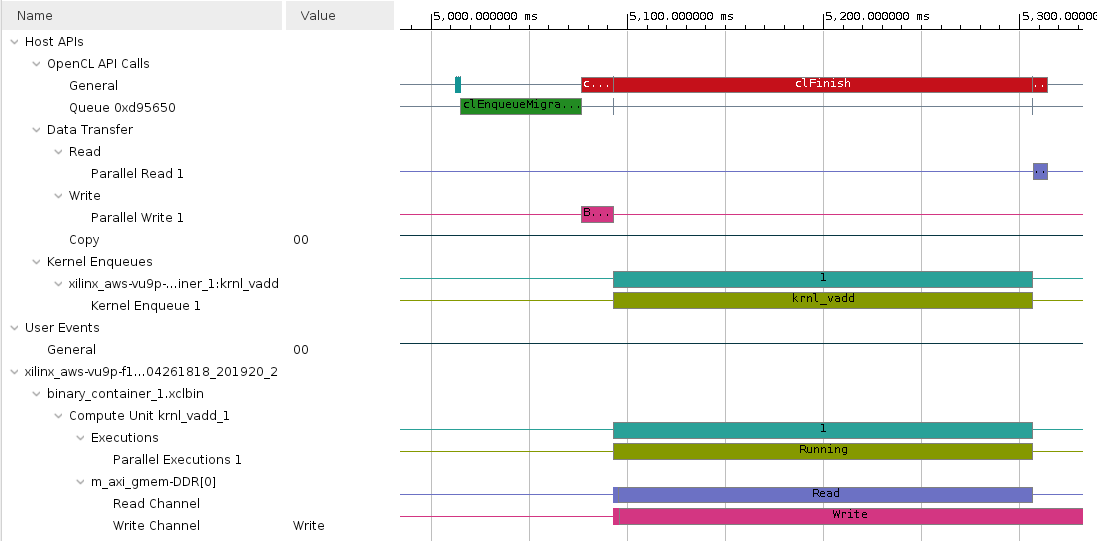 Name Value 5,000.000000 ms 5,100.000000 ms 5,200.000000 ms 5,300.00000
Host APIs
OpenCL API Calls
General c... clFinish ..
Queue 0xd95650 clEnqueueMigra...
Data Transfer
Read
Parallel Read 1 ..
Write
Parallel Write 1 B...
Copy 00
Kernel Enqueues
xilinx_aws-vu9p-...iner_1:krnl_vadd 1
Kernel Enqueue 1 krnl_vadd
User Events
General 00
xilinx_aws-vu9p-f1...04261818_201920_2
binary_container_1.xclbin
Compute Unit krnl_vadd_1
Executions 1
Parallel Executions 1 Running
m_axi_gmem-DDR[0]
Read Channel Read
Write Channel Write Write